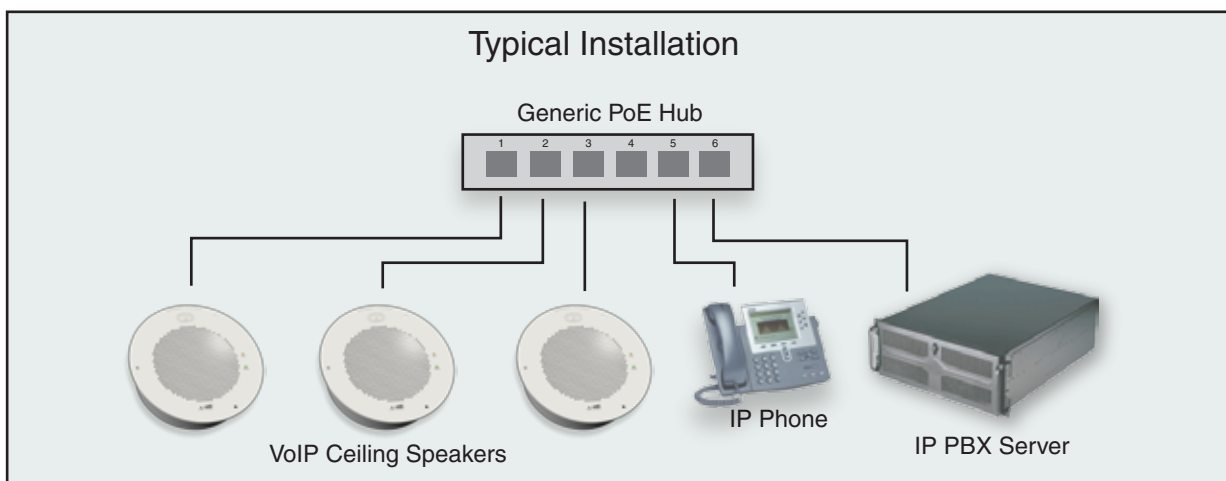 Typical Installation
Generic PoE Hub
1 2 3 4 5 6
IP Phone
VoIP Ceiling Speakers
IP PBX Server